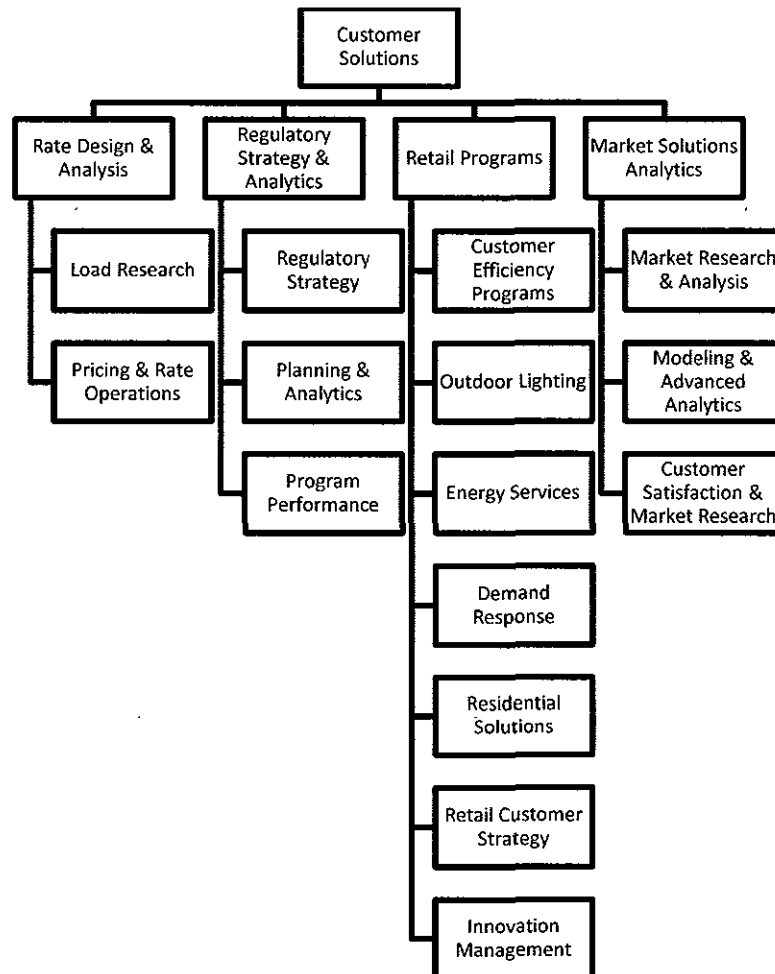 Customer
Solutions
Rate Design &
Analysis
Regulatory
Strategy &
Analytics
Retail Programs
Market Solutions
Analytics
Load Research
Pricing & Rate
Operations
Regulatory
Strategy
Planning &
Analytics
Program
Performance
Customer
Efficiency
Programs
Outdoor Lighting
Energy Services
Demand
Response
Residential
Solutions
Retail Customer
Strategy
Innovation
Management
Market Research
& Analysis
Modeling &
Advanced
Analytics
Customer
Satisfaction &
Market Research